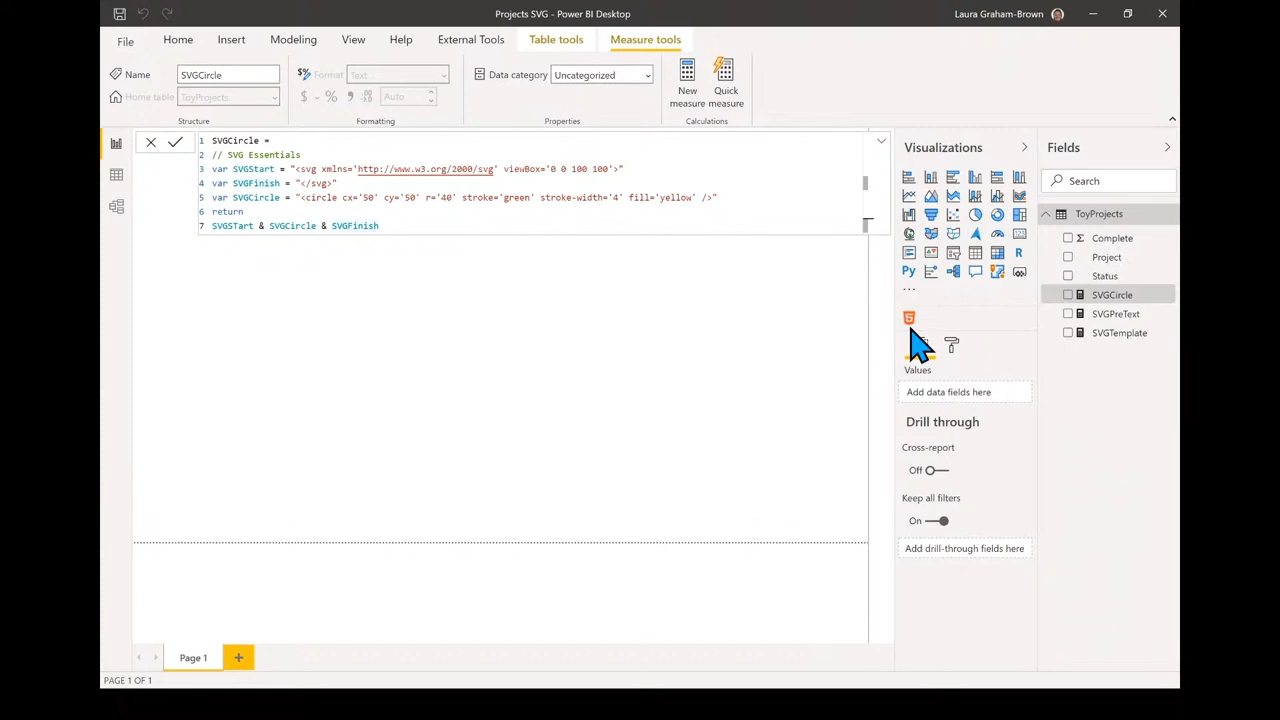 Projects SVG - Power BI Desktop
Laura Graham-Brown
File
Home
Insert
Modeling
View
Help
External Tools
Table tools
Measure tools
Name
SVGCircle
Home table
ToyProjects
Structure
Format
Text
$
%
Auto
Formatting
Data category
Uncategorized
Properties
New
measure
Quick
measure
Calculations
1 SVGCircle =
2 // SVG Essentials
3 var SVGStart = "<svg xmlns='http://www.w3.org/2000/svg' viewBox='0 0 100 100'>"
4 var SVGFinish = "</svg>"
5 var SVGCircle = "<circle cx='50' cy='50' r='40' stroke='green' stroke-width='4' fill='yellow' />"
6 return
7 SVGSTart & SVGCircle & SVGFinish
Visualizations
R
Py
123
5
Values
Add data fields here
Drill through
Cross-report
Off
Keep all filters
On
Add drill-through fields here
Fields
Search
ToyProjects
Σ Complete
Project
Status
SVGCircle
SVGPreText
SVGTemplate
Page 1
+
PAGE 1 OF 1